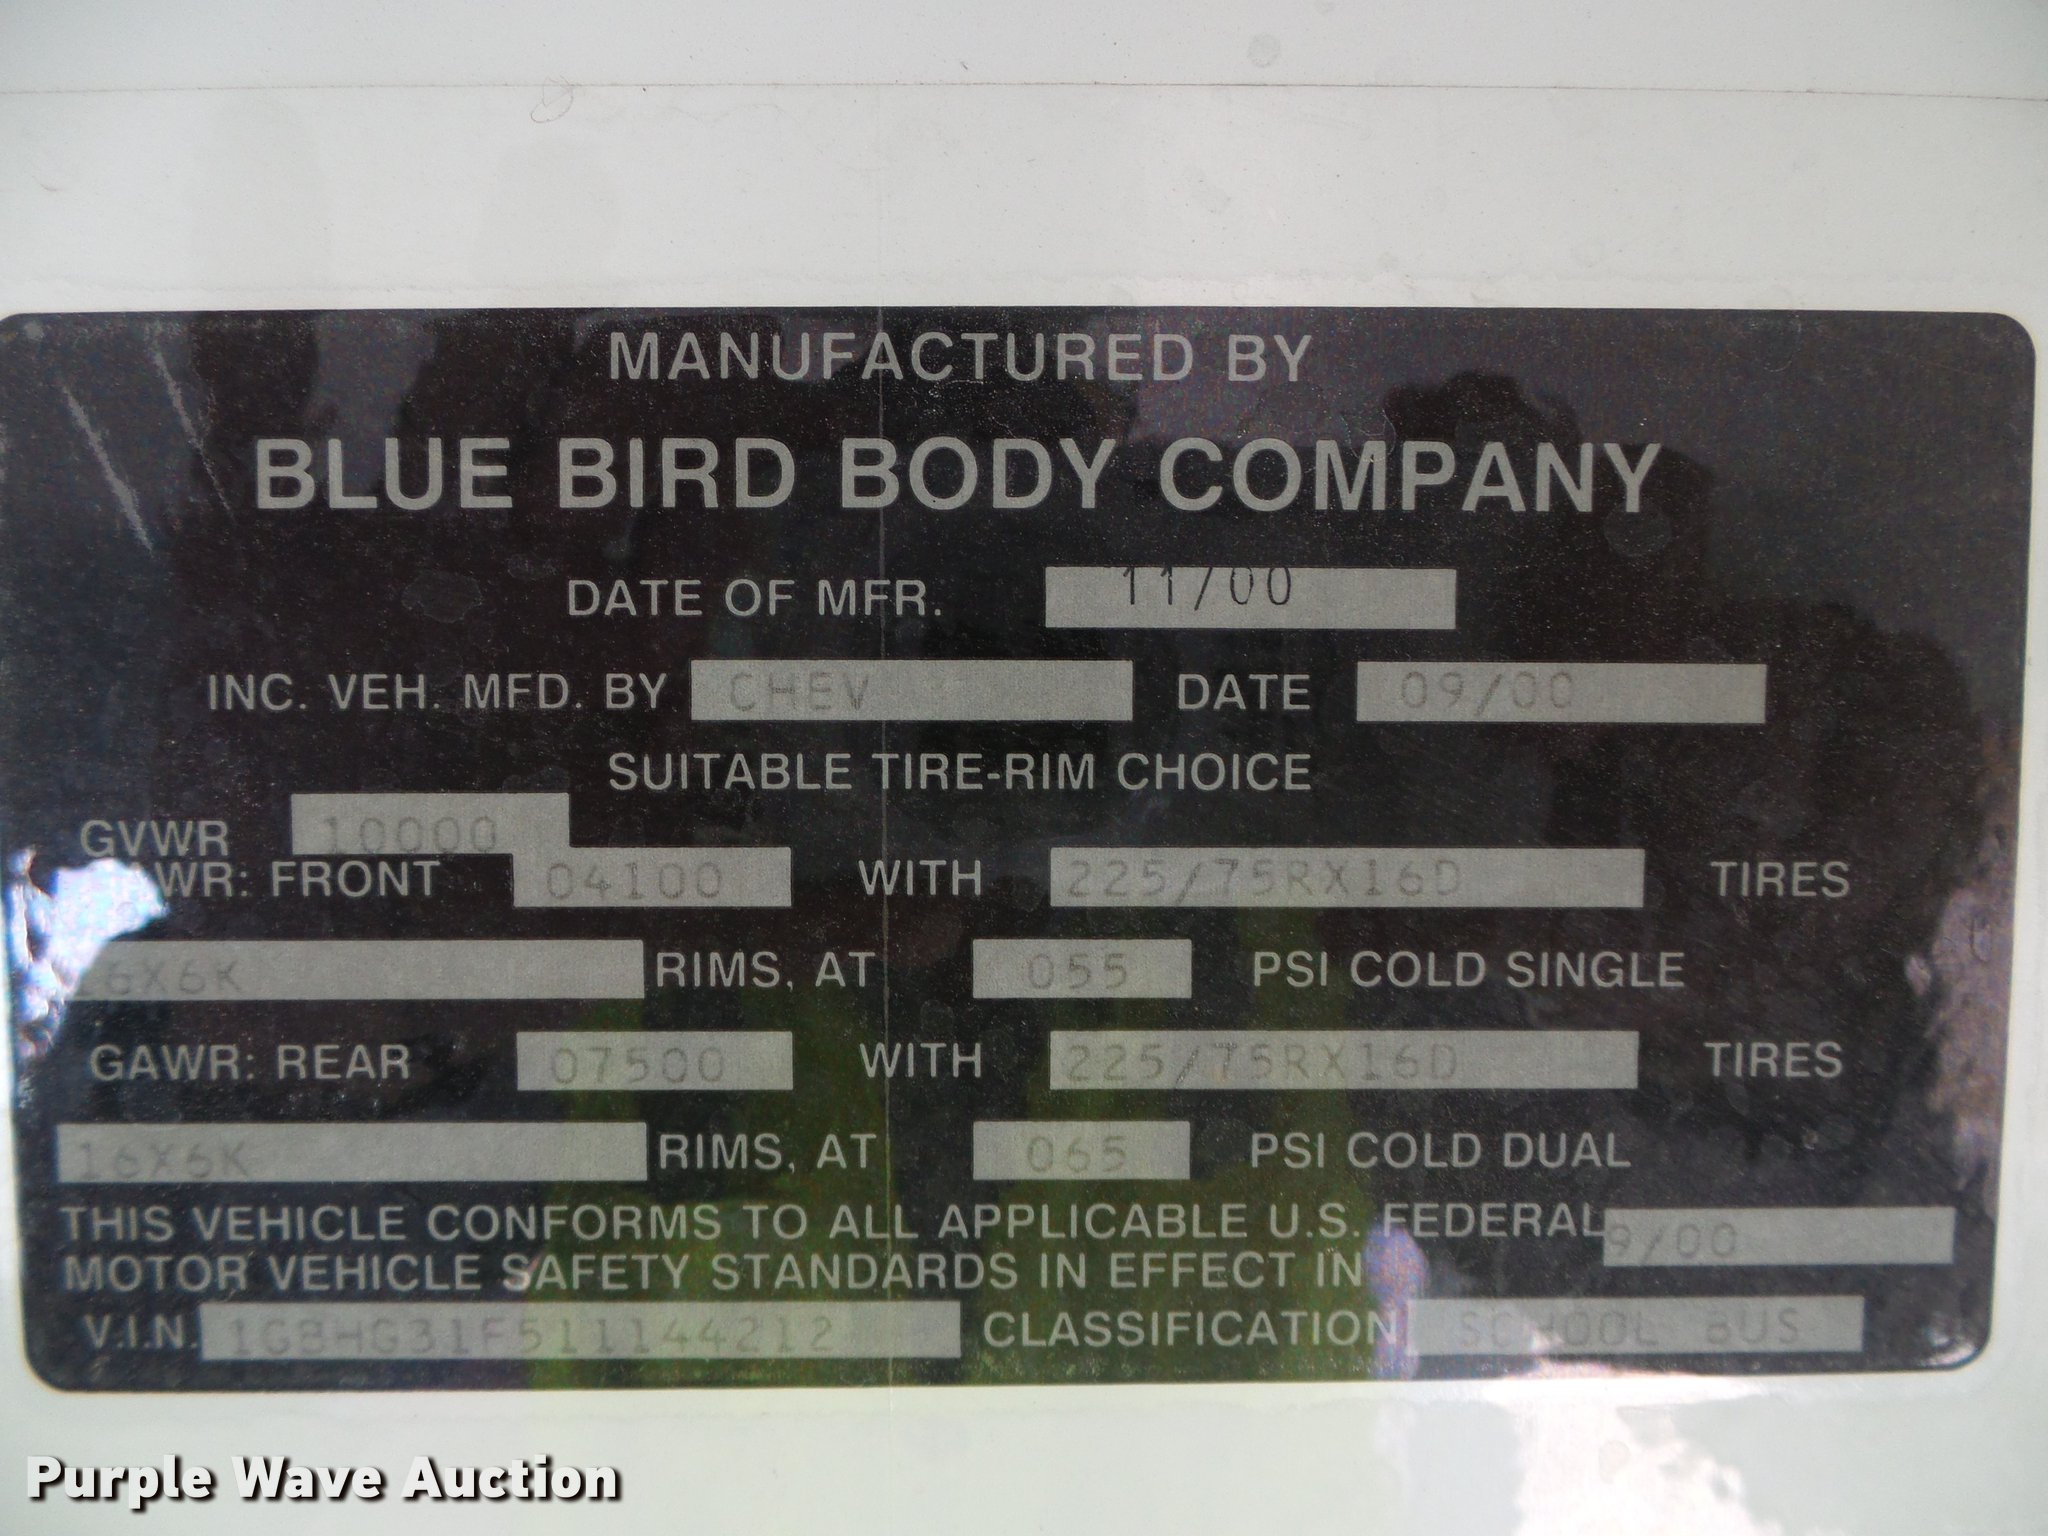 MANUFACTURED BY
BLUE BIRD BODY COMPANY
DATE OF MFR. 11/00
INC. VEH. MFD. BY CHEV DATE 09/00
SUITABLE TIRE-RIM CHOICE
GVWR 10000
GAWR: FRONT 04100 WITH 225/75RX16D TIRES
16X6K RIMS, AT 055 PSI COLD SINGLE
GAWR: REAR 07500 WITH 225/75RX16D TIRES
16X6K RIMS, AT 065 PSI COLD DUAL
THIS VEHICLE CONFORMS TO ALL APPLICABLE U.S. FEDERAL
MOTOR VEHICLE SAFETY STANDARDS IN EFFECT IN 9/00
V.I.N. 1GBHG31F511144212 CLASSIFICATION SCHOOL BUS
Purple Wave Auction